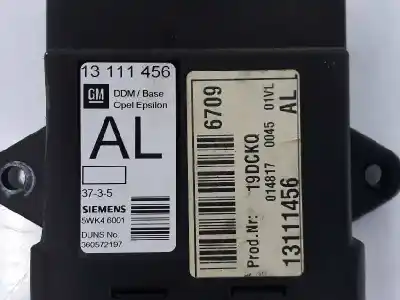 13 111 456
GM
DDM / Base
Opel Epsilon
AL
37-3-5
SIEMENS
5WK4 6001
DUNS No.
360572197
6709
Prod.Nr: 19DCKQ
014817 0045 01VL
13111456 AL